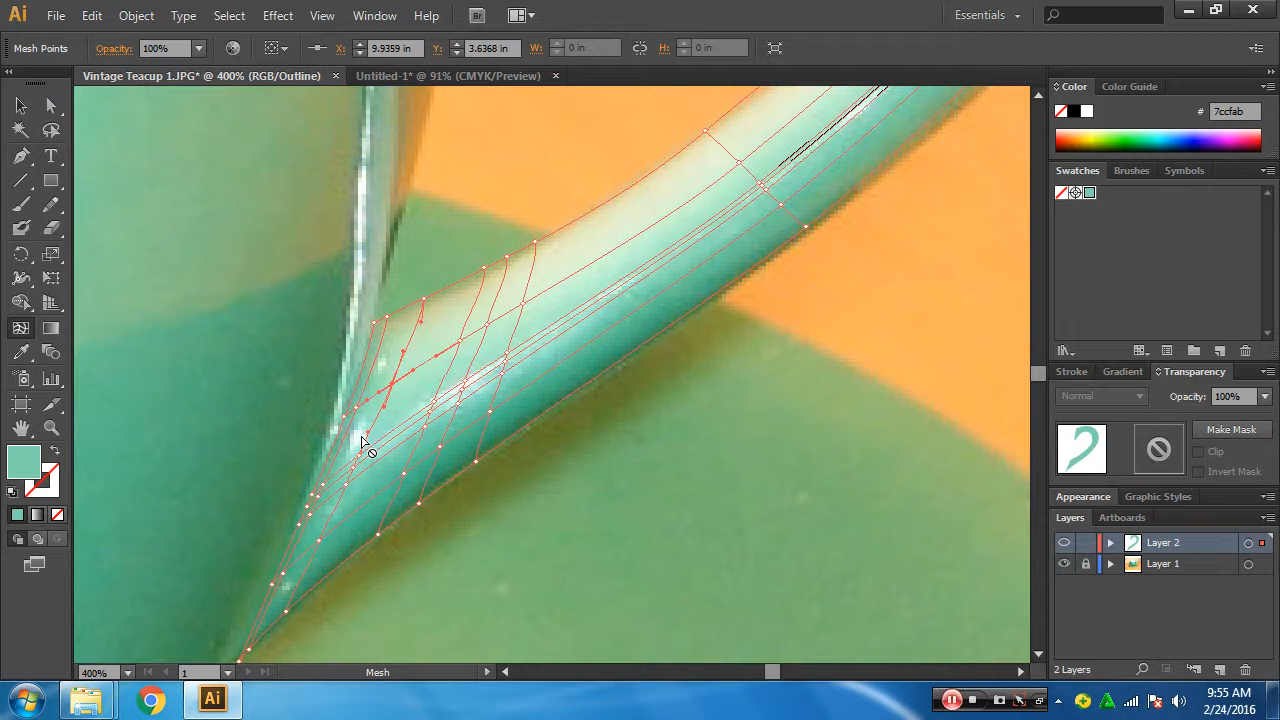 Ai File Edit Object Type Select Effect View Window Help Br Essentials
Mesh Points Opacity: 100% X: 9.9359 in Y: 3.6368 in W: 0 in H: 0 in
Vintage Teacup 1.JPG* @ 400% (RGB/Outline) × Untitled-1* @ 91% (CMYK/Preview) ×
Color Color Guide
# 7ccfab
Swatches Brushes Symbols
Stroke Gradient Transparency
Normal Opacity: 100%
Make Mask
Clip
Invert Mask
Appearance Graphic Styles
Layers Artboards
Layer 2
Layer 1
2 Layers
400% 1 Mesh
Ai 9:55 AM
2/24/2016